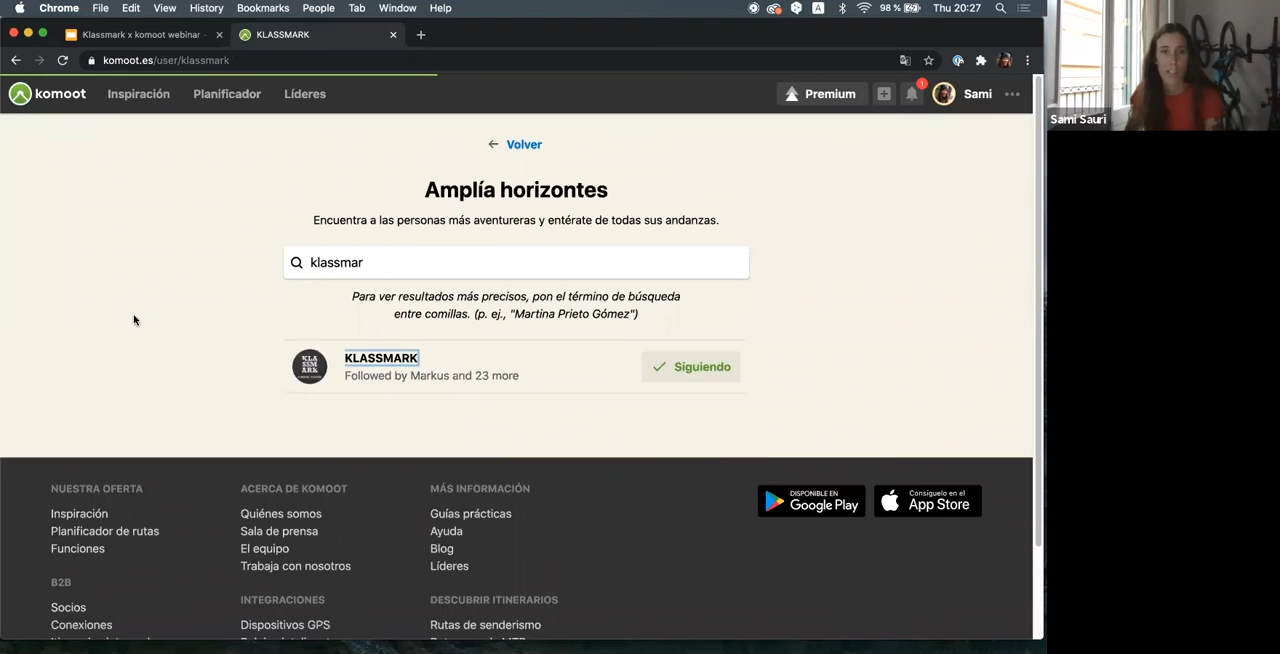 Chrome File Edit View History Bookmarks People Tab Window Help 98 % Thu 20:27
Klassmark x komoot webinar - KLASSMARK
komoot.es/user/klassmark
komoot Inspiración Planificador Líderes Premium 1 Sami
Sami Sauri
Volver
Amplía horizontes
Encuentra a las personas más aventureras y entérate de todas sus andanzas.
klassmar
Para ver resultados más precisos, pon el término de búsqueda
entre comillas. (p. ej., "Martina Prieto Gómez")
KLA
SSM
ARK
KLASSMARK
Followed by Markus and 23 more
Siguiendo
NUESTRA OFERTA
Inspiración
Planificador de rutas
Funciones
B2B
Socios
Conexiones
ACERCA DE KOMOOT
Quiénes somos
Sala de prensa
El equipo
Trabaja con nosotros
INTEGRACIONES
Dispositivos GPS
MÁS INFORMACIÓN
Guías prácticas
Ayuda
Blog
Líderes
DESCUBRIR ITINERARIOS
Rutas de senderismo
DISPONIBLE EN
Google Play
Consíguelo en el
App Store